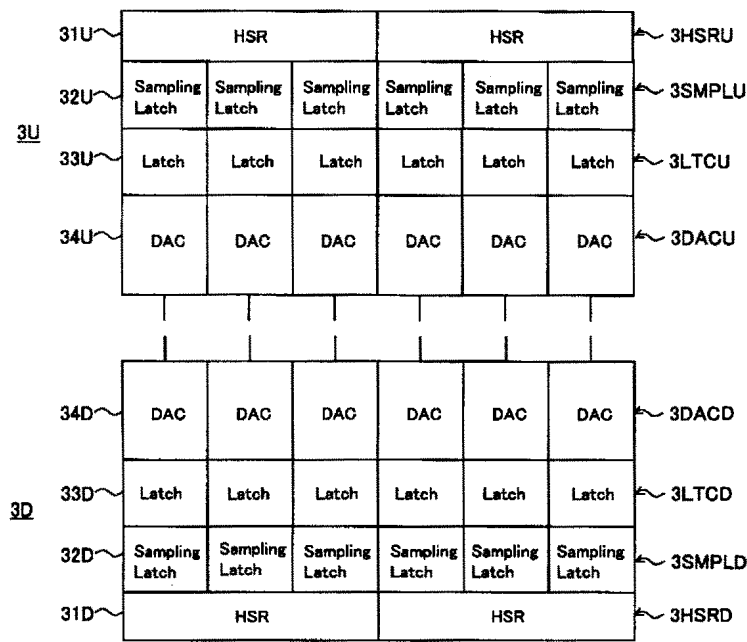 31U HSR HSR 3HSRU
32U Sampling Latch Sampling Latch Sampling Latch Sampling Latch Sampling Latch Sampling Latch 3SMPLU
3U
33U Latch Latch Latch Latch Latch Latch 3LTCU
34U DAC DAC DAC DAC DAC DAC 3DACU
34D DAC DAC DAC DAC DAC DAC 3DACD
33D Latch Latch Latch Latch Latch Latch 3LTCD
3D
32D Sampling Latch Sampling Latch Sampling Latch Sampling Latch Sampling Latch Sampling Latch 3SMPLD
31D HSR HSR 3HSRD